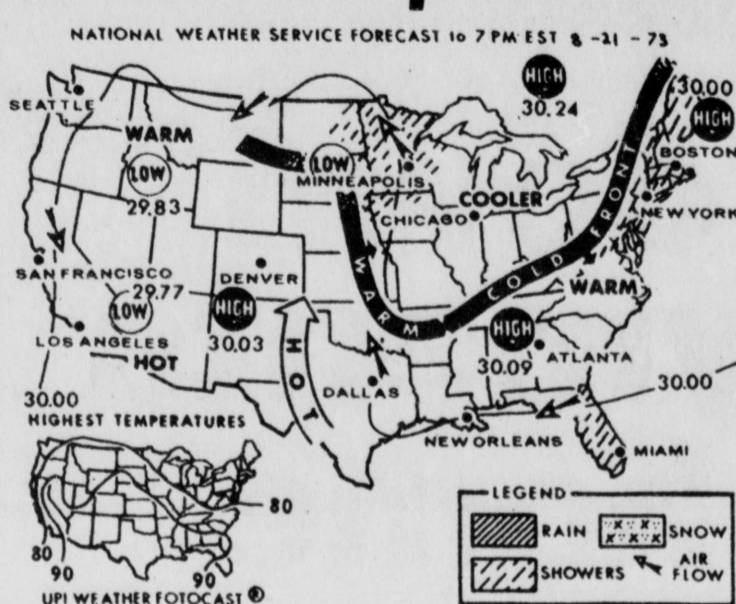 NATIONAL WEATHER SERVICE FORECAST to 7 PM EST 8-21-73
HIGH
30.24
30.00
HIGH
SEATTLE
WARM
LOW
29.83
LOW
MINNEAPOLIS
COOLER
CHICAGO
BOSTON
NEW YORK
COLD FRONT
WARM
WARM
SAN FRANCISCO
29.77
LOW
DENVER
HIGH
30.03
LOS ANGELES
HOT
HOT
HIGH
30.09
ATLANTA
DALLAS
30.00
NEW ORLEANS
MIAMI
30.00
HIGHEST TEMPERATURES
80
80
90
90
UPI WEATHER FOTOCAST ®
LEGEND
RAIN
SNOW
SHOWERS
AIR
FLOW